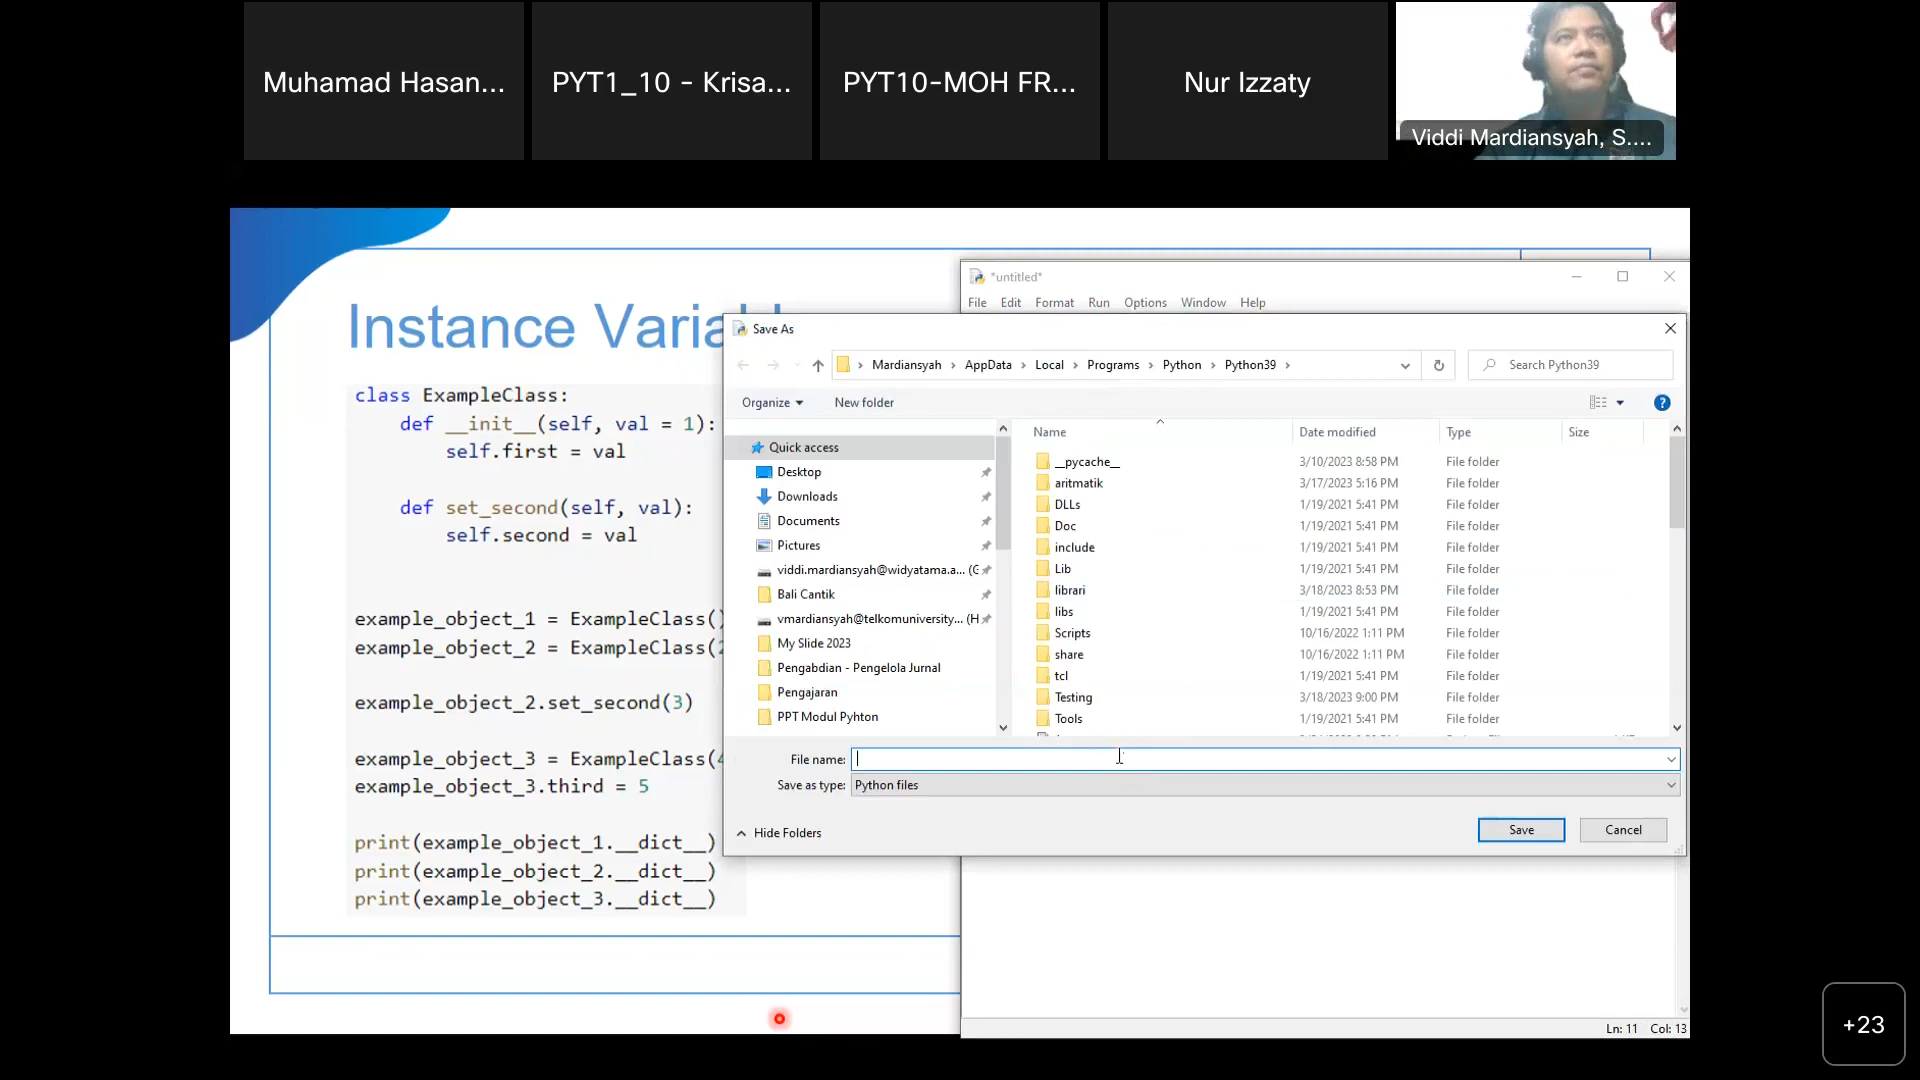 Muhamad Hasan...
PYT1_10 - Krisa...
PYT10-MOH FR...
Nur Izzaty
Viddi Mardiansyah, S....
Instance Varia
class ExampleClass:
def __init__(self, val = 1):
self.first = val
def set_second(self, val):
self.second = val
example_object_1 = ExampleClass()
example_object_2 = ExampleClass(2
example_object_2.set_second(3)
example_object_3 = ExampleClass(4
example_object_3.third = 5
print(example_object_1.__dict__)
print(example_object_2.__dict__)
print(example_object_3.__dict__)
*untitled*
File Edit Format Run Options Window Help
Save As
Mardiansyah > AppData > Local > Programs > Python > Python39 >
Search Python39
Organize
New folder
Quick access
Desktop
Downloads
Documents
Pictures
viddi.mardiansyah@widyatama.a... (G
Bali Cantik
vmardiansyah@telkomuniversity... (H
My Slide 2023
Pengabdian - Pengelola Jurnal
Pengajaran
PPT Modul Pyhton
Name Date modified Type Size
__pycache__ 3/10/2023 8:58 PM File folder
aritmatik 3/17/2023 5:16 PM File folder
DLLs 1/19/2021 5:41 PM File folder
Doc 1/19/2021 5:41 PM File folder
include 1/19/2021 5:41 PM File folder
Lib 1/19/2021 5:41 PM File folder
librari 3/18/2023 8:53 PM File folder
libs 1/19/2021 5:41 PM File folder
Scripts 10/16/2022 1:11 PM File folder
share 10/16/2022 1:11 PM File folder
tcl 1/19/2021 5:41 PM File folder
Testing 3/18/2023 9:00 PM File folder
Tools 1/19/2021 5:41 PM File folder
File name:
Save as type: Python files
Hide Folders
Save
Cancel
Ln: 11 Col: 13
+23